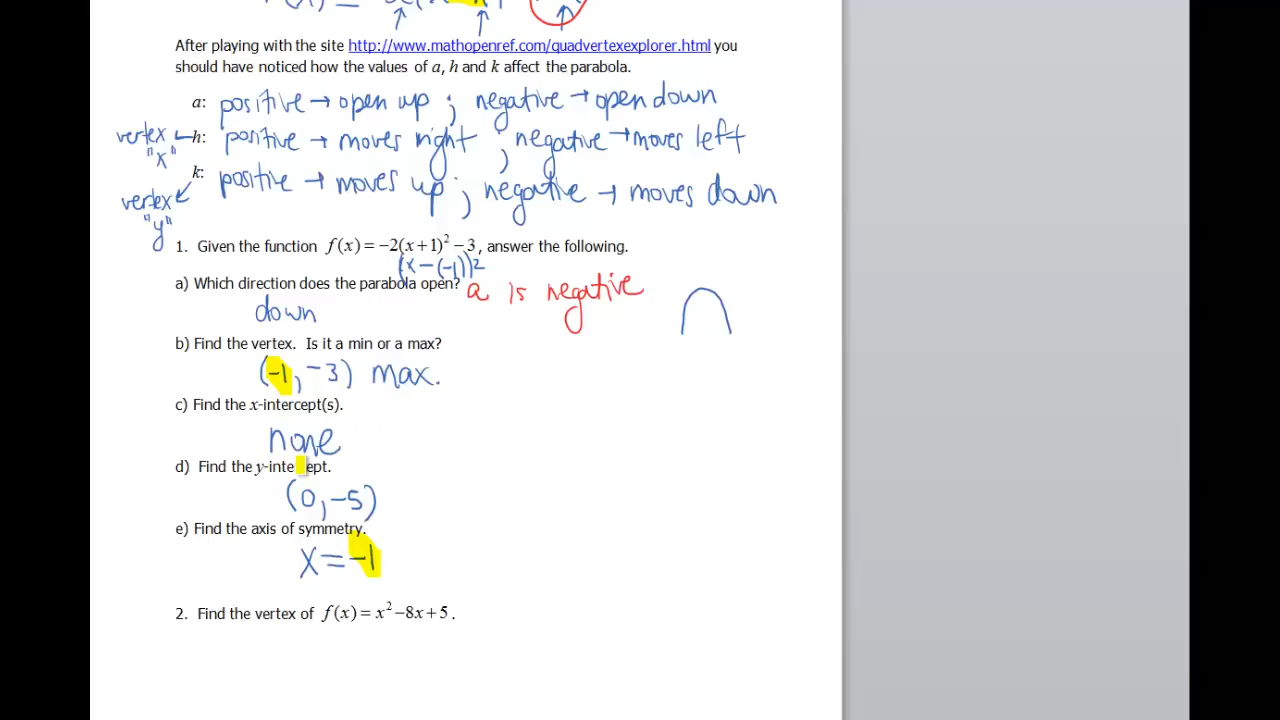 After playing with the site http://www.mathopenref.com/quadvertexexplorer.html you
should have noticed how the values of a, h and k affect the parabola.
a: positive → open up ; negative → open down
vertex "x" ← h: positive → moves right ; negative → moves left
vertex "y" ↙ k: positive → moves up ; negative → moves down
1. Given the function f(x) = −2(x+1)² − 3, answer the following.
(x − (−1))²
a) Which direction does the parabola open? a is negative
down
b) Find the vertex. Is it a min or a max?
(−1, −3) max.
c) Find the x-intercept(s).
none
d) Find the y-inte ept.
(0, −5)
e) Find the axis of symmetry.
x = −1
2. Find the vertex of f(x) = x² − 8x + 5.